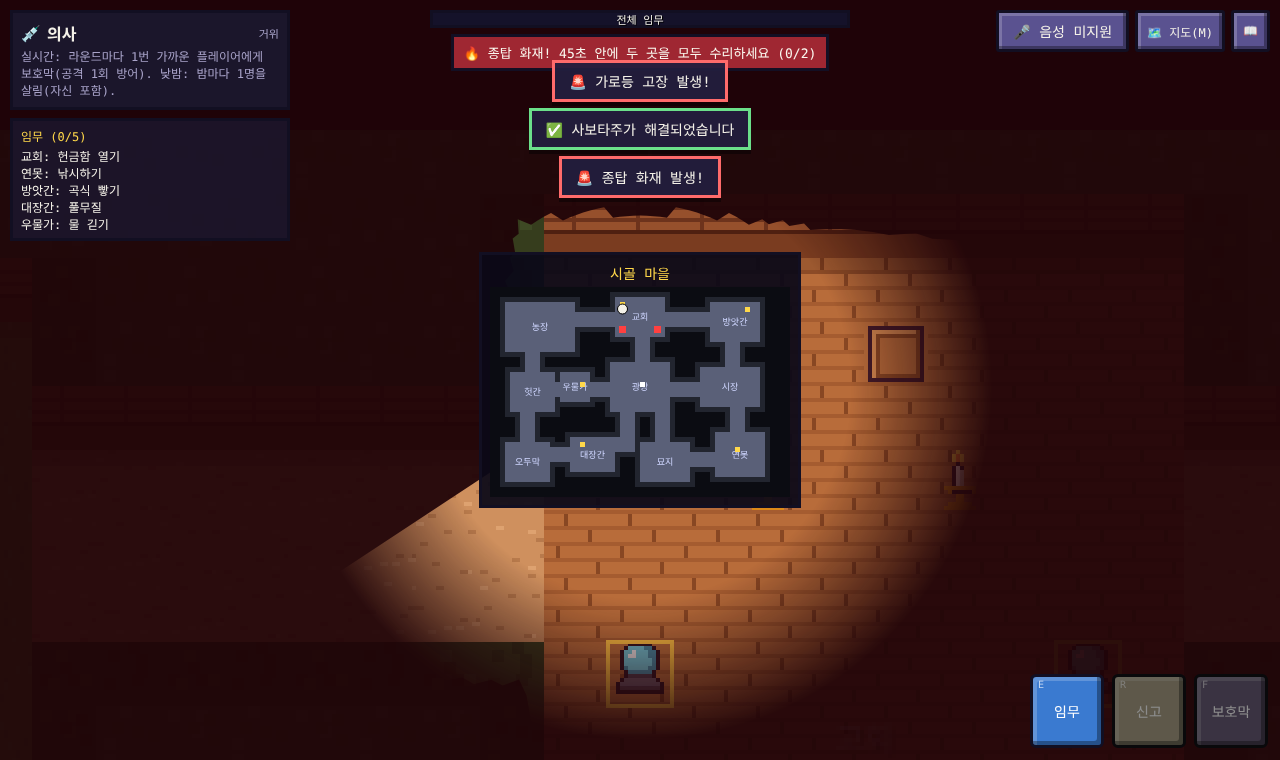 💉 의사
거위
실시간: 라운드마다 1번 가까운 플레이어에게
보호막(공격 1회 방어). 낮밤: 밤마다 1명을
살림(자신 포함).
임무 (0/5)
교회: 헌금함 열기
연못: 낚시하기
방앗간: 곡식 빻기
대장간: 풀무질
우물가: 물 긷기
전체 임무
🔥 종탑 화재! 45초 안에 두 곳을 모두 수리하세요 (0/2)
🚨 가로등 고장 발생!
✅ 사보타주가 해결되었습니다
🚨 종탑 화재 발생!
🎤 음성 미지원
🗺️ 지도(M)
📖
시골 마을
농장
교회
방앗간
헛간
우물가
광장
시장
오두막
대장간
묘지
연못
E
임무
R
신고
F
보호막